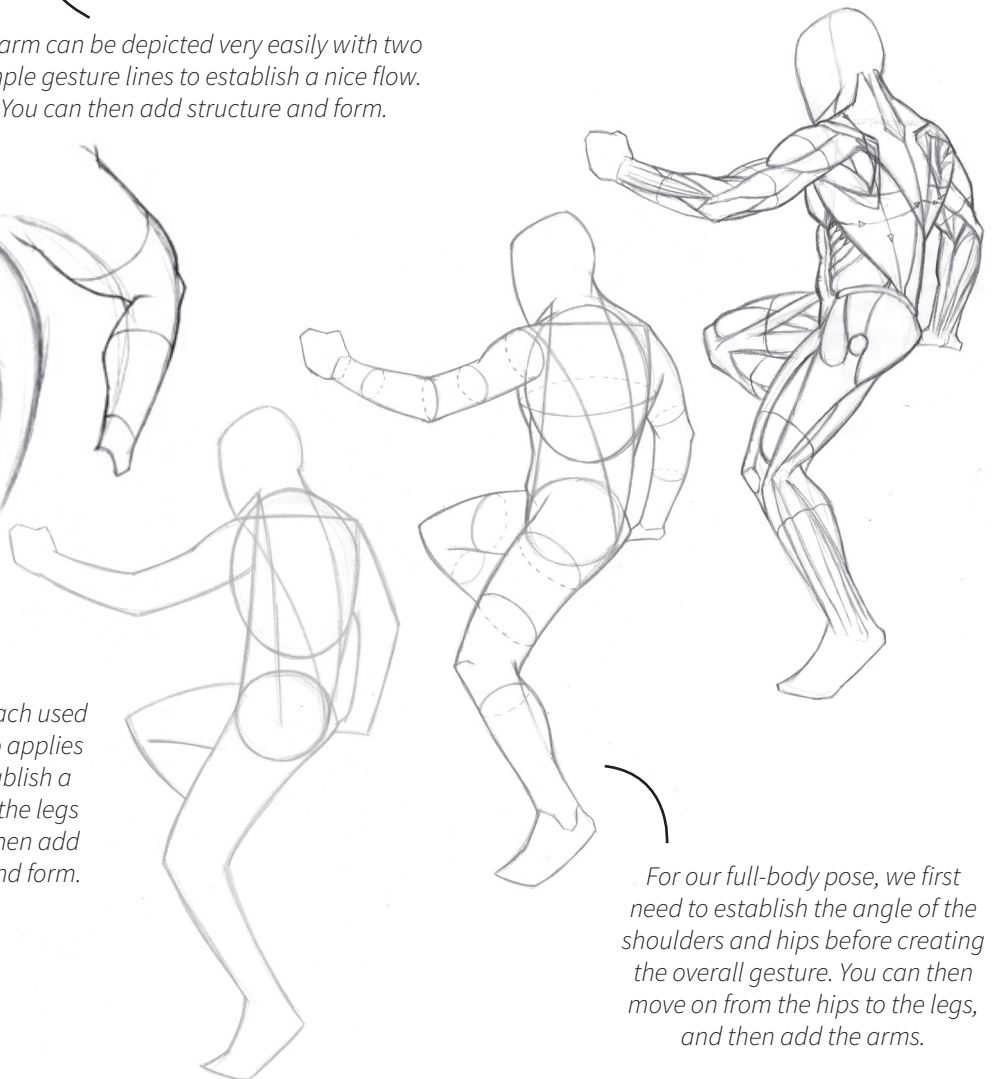 arm can be depicted very easily with two
ple gesture lines to establish a nice flow.
You can then add structure and form.
ach used
applies
ablish a
the legs
hen add
nd form.
For our full-body pose, we first
need to establish the angle of the
shoulders and hips before creating
the overall gesture. You can then
move on from the hips to the legs,
and then add the arms.